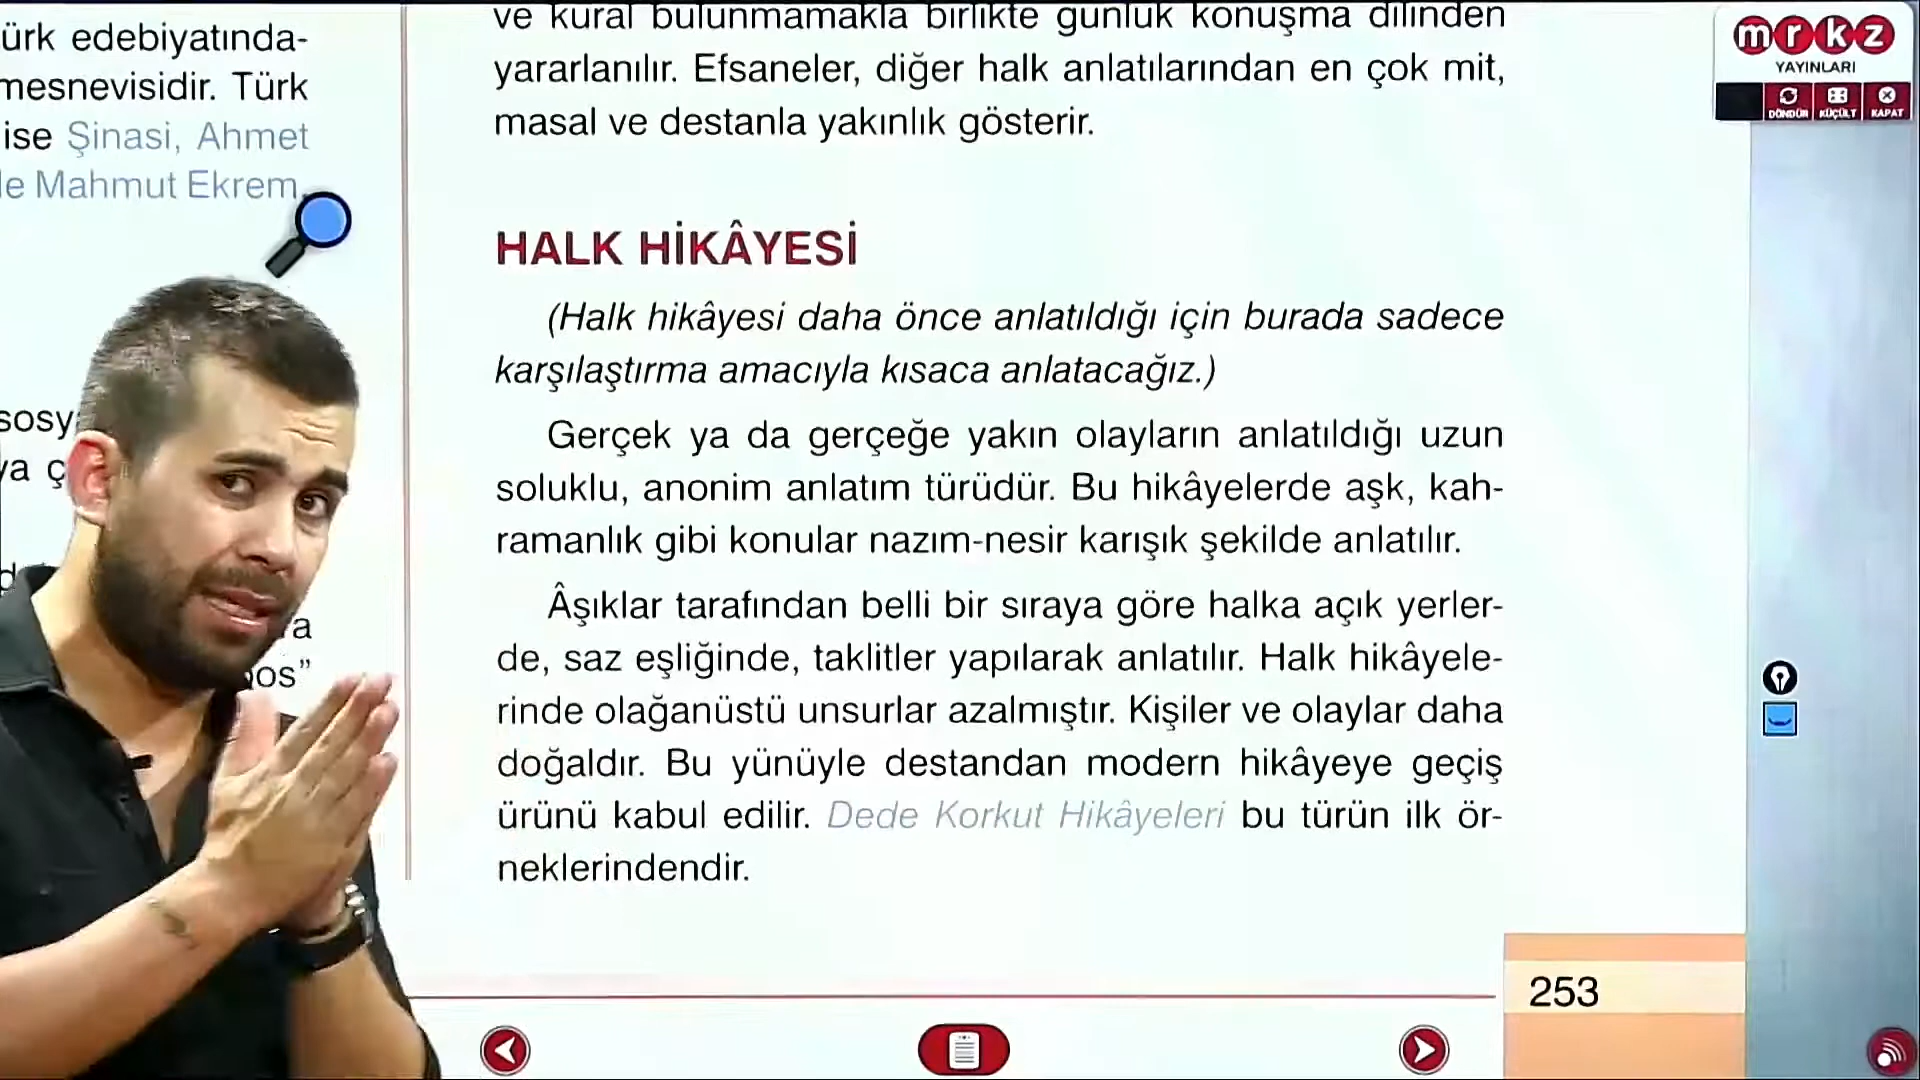 ürk edebiyatında-
mesnevisidir. Türk
ise Şinasi, Ahmet
Mahmut Ekrem,
ve kural bulunmamakla birlikte günlük konuşma dilinden
yararlanılır. Efsaneler, diğer halk anlatılarından en çok mit,
masal ve destanla yakınlık gösterir.
HALK HİKÂYESİ
(Halk hikâyesi daha önce anlatıldığı için burada sadece
karşılaştırma amacıyla kısaca anlatacağız.)
Gerçek ya da gerçeğe yakın olayların anlatıldığı uzun
soluklu, anonim anlatım türüdür. Bu hikâyelerde aşk, kah-
ramanlık gibi konular nazım-nesir karışık şekilde anlatılır.
Âşıklar tarafından belli bir sıraya göre halka açık yerler-
de, saz eşliğinde, taklitler yapılarak anlatılır. Halk hikâyele-
rinde olağanüstü unsurlar azalmıştır. Kişiler ve olaylar daha
doğaldır. Bu yünüyle destandan modern hikâyeye geçiş
ürünü kabul edilir. Dede Korkut Hikâyeleri bu türün ilk ör-
neklerindendir.
253
mrkz
YAYINLARI
DÖNDÜR KÜÇÜLT KAPAT